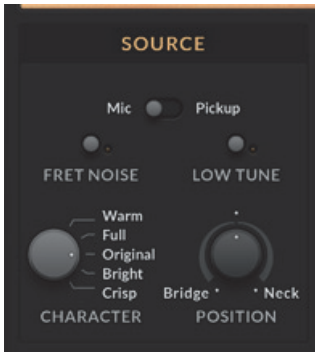 SOURCE
Mic Pickup
FRET NOISE LOW TUNE
Warm
Full
Original
Bright
Crisp
Bridge Neck
CHARACTER POSITION